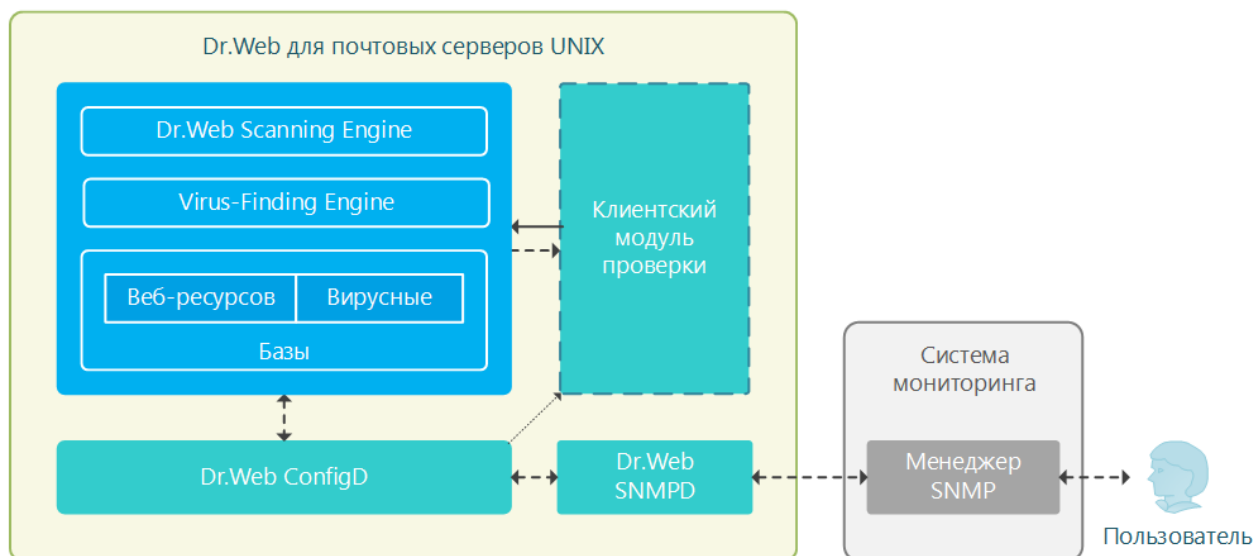 Dr.Web для почтовых серверов UNIX
Dr.Web Scanning Engine
Virus-Finding Engine
Веб-ресурсов
Вирусные
Базы
Клиентский
модуль
проверки
Dr.Web ConfigD
Dr.Web
SNMPD
Система
мониторинга
Менеджер
SNMP
Пользователь